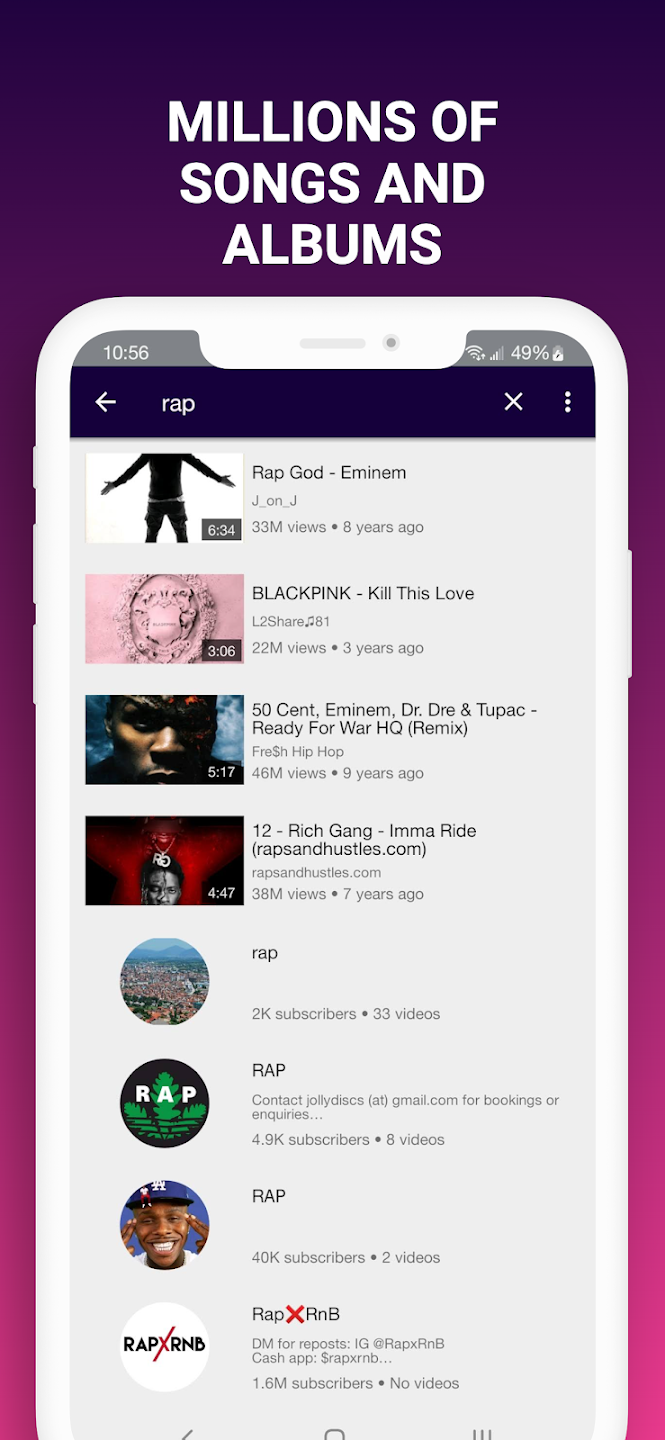 MILLIONS OF
SONGS AND
ALBUMS
10:56
49%
rap
Rap God - Eminem
J_on_J
6:34
33M views • 8 years ago
BLACKPINK - Kill This Love
L2Share♫81
3:06
22M views • 3 years ago
50 Cent, Eminem, Dr. Dre & Tupac -
Ready For War HQ (Remix)
Fre$h Hip Hop
5:17
46M views • 9 years ago
12 - Rich Gang - Imma Ride
(rapsandhustles.com)
rapsandhustles.com
4:47
38M views • 7 years ago
rap
2K subscribers • 33 videos
RAP
RAP
Contact jollydiscs (at) gmail.com for bookings or
enquiries…
4.9K subscribers • 8 videos
RAP
40K subscribers • 2 videos
Rap❌RnB
RAPXRNB
DM for reposts: IG @RapxRnB
Cash app: $rapxrnb…
1.6M subscribers • No videos